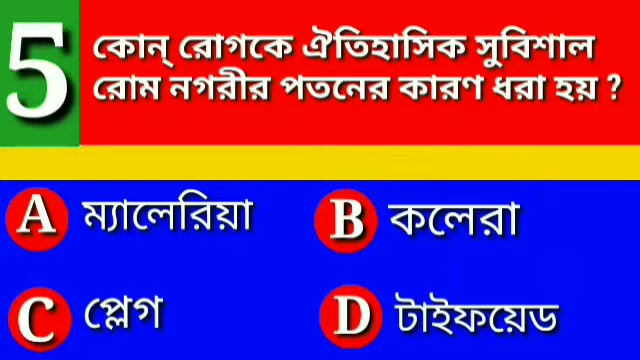 5 কোন্ রোগকে ঐতিহাসিক সুবিশাল
রোম নগরীর পতনের কারণ ধরা হয় ?
A ম্যালেরিয়া
B কলেরা
C প্লেগ
D টাইফয়েড